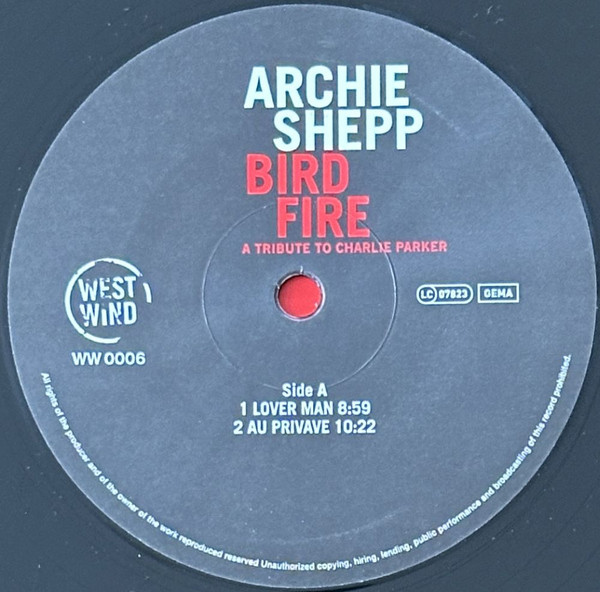 ARCHIE
SHEPP
BIRD
FIRE
A TRIBUTE TO CHARLIE PARKER
WEST
WIND
WW 0006
LC 07623 GEMA
Side A
1 LOVER MAN 8:59
2 AU PRIVAVE 10:22
All rights of the producer and of the owner of the work reproduced reserved Unauthorized copying, hiring, lending, public performance and broadcasting of this record prohibited.